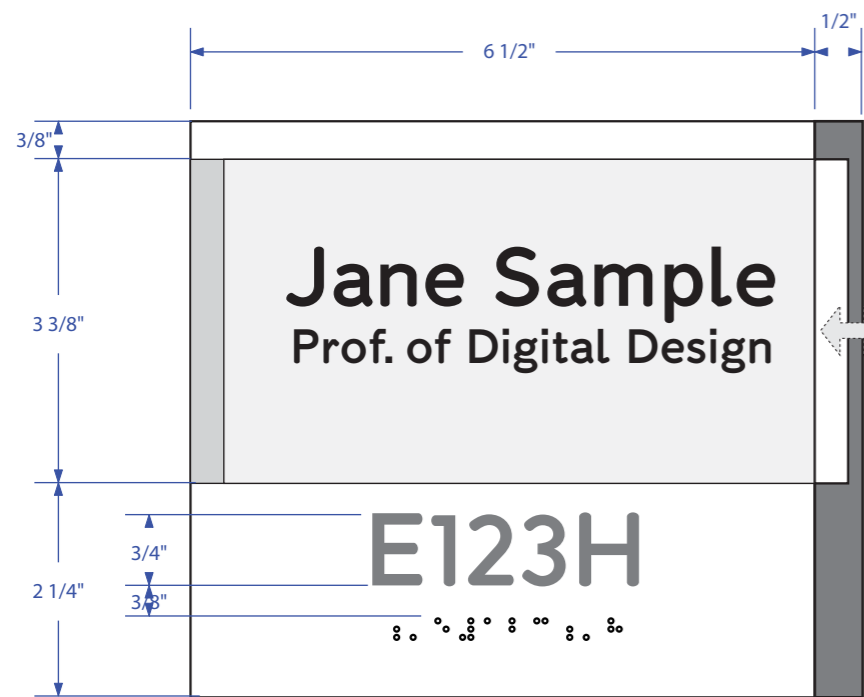 6 1/2"
1/2"
3/8"
3 3/8"
Jane Sample
Prof. of Digital Design
2 1/4"
3/4"
3/8"
E123H
⠰⠠⠑⠼⠁⠃⠉⠰⠠⠓